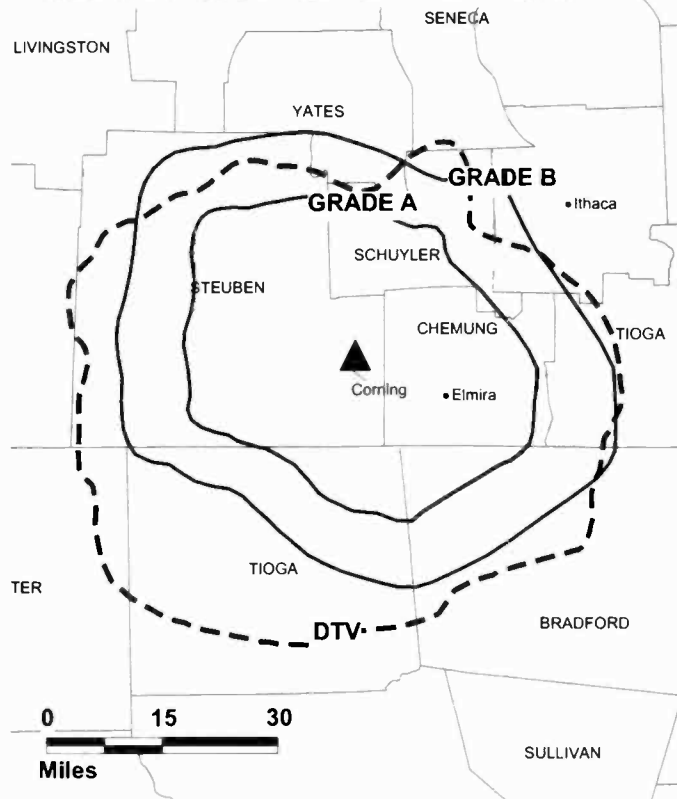 SENECA
LIVINGSTON
YATES
GRADE B
GRADE A
Ithaca
SCHUYLER
STEUBEN
CHEMUNG
TIOGA
Corning
Elmira
TIOGA
TER
BRADFORD
DTV
0 15 30
Miles
SULLIVAN